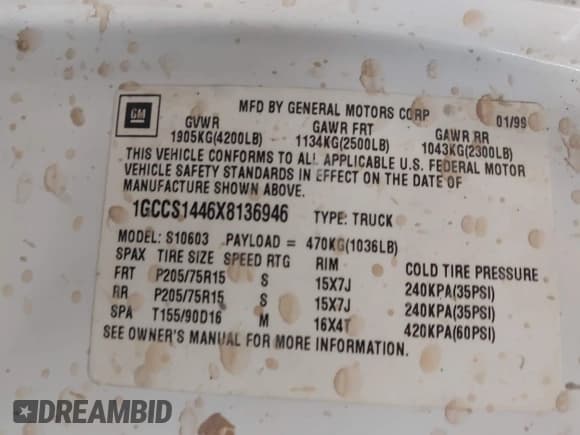 GM
MFD BY GENERAL MOTORS CORP 01/99
GVWR GAWR FRT GAWR RR
1905KG(4200LB) 1134KG(2500LB) 1043KG(2300LB)
THIS VEHICLE CONFORMS TO ALL APPLICABLE U.S. FEDERAL MOTOR
VEHICLE SAFETY STANDARDS IN EFFECT ON THE DATE OF
MANUFACTURE SHOWN ABOVE.
1GCCS1446X8136946 TYPE: TRUCK
MODEL: S10603 PAYLOAD = 470KG(1036LB)
SPAX TIRE SIZE SPEED RTG RIM COLD TIRE PRESSURE
FRT P205/75R15 S 15X7J 240KPA(35PSI)
RR P205/75R15 S 15X7J 240KPA(35PSI)
SPA T155/90D16 M 16X4T 420KPA(60PSI)
SEE OWNER'S MANUAL FOR MORE INFORMATION.
DREAMBID